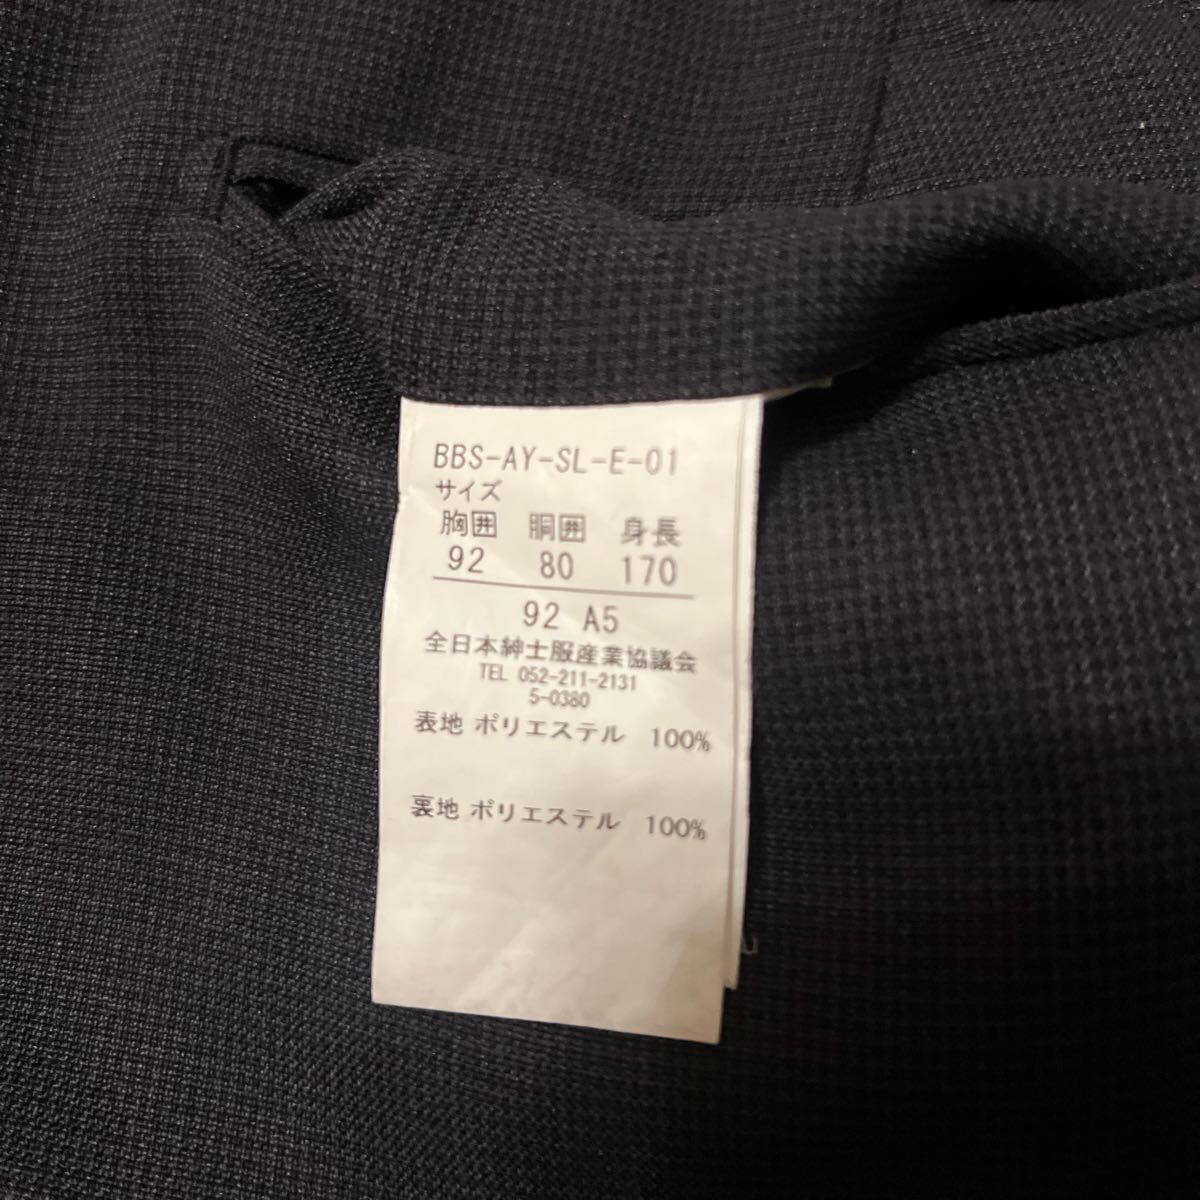 BBS-AY-SL-E-01
サイズ
胸囲 胴囲 身長
92 80 170
92 A5
全日本紳士服産業協議会
TEL 052-211-2131
5-0380
表地 ポリエステル 100%
裏地 ポリエステル 100%